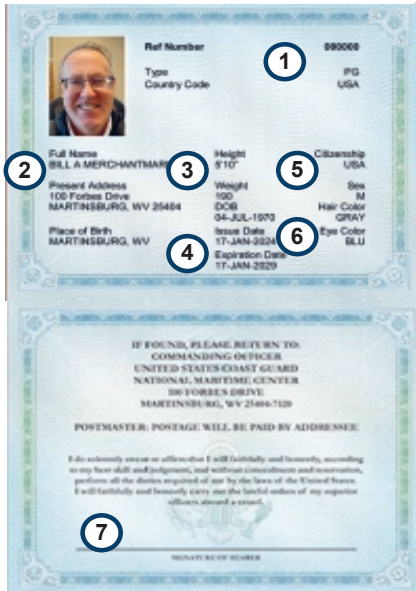 Ref Number 000000
1
Type PG
Country Code USA
2
Full Name
BILL A MERCHANTMARI
3
Height
5'10"
5
Citizenship
USA
Present Address
100 Forbes Drive
MARTINSBURG, WV 25404
Weight
190
DOB
04-JUL-1970
Sex
M
Hair Color
GRAY
Place of Birth
MARTINSBURG, WV
4
Issue Date
17-JAN-2024
Expiration Date
17-JAN-2029
6
Eye Color
BLU
IF FOUND, PLEASE RETURN TO:
COMMANDING OFFICER
UNITED STATES COAST GUARD
NATIONAL MARITIME CENTER
100 FORBES DRIVE
MARTINSBURG, WV 25404-7120
POSTMASTER: POSTAGE WILL BE PAID BY ADDRESSEE
I do solemnly swear or affirm that I will faithfully and honestly, according
to my best skill and judgment, and without concealment and reservation,
perform all the duties required of me by the laws of the United States.
I will faithfully and honestly carry out the lawful orders of my superior
officers aboard a vessel.
7
SIGNATURE OF BEARER